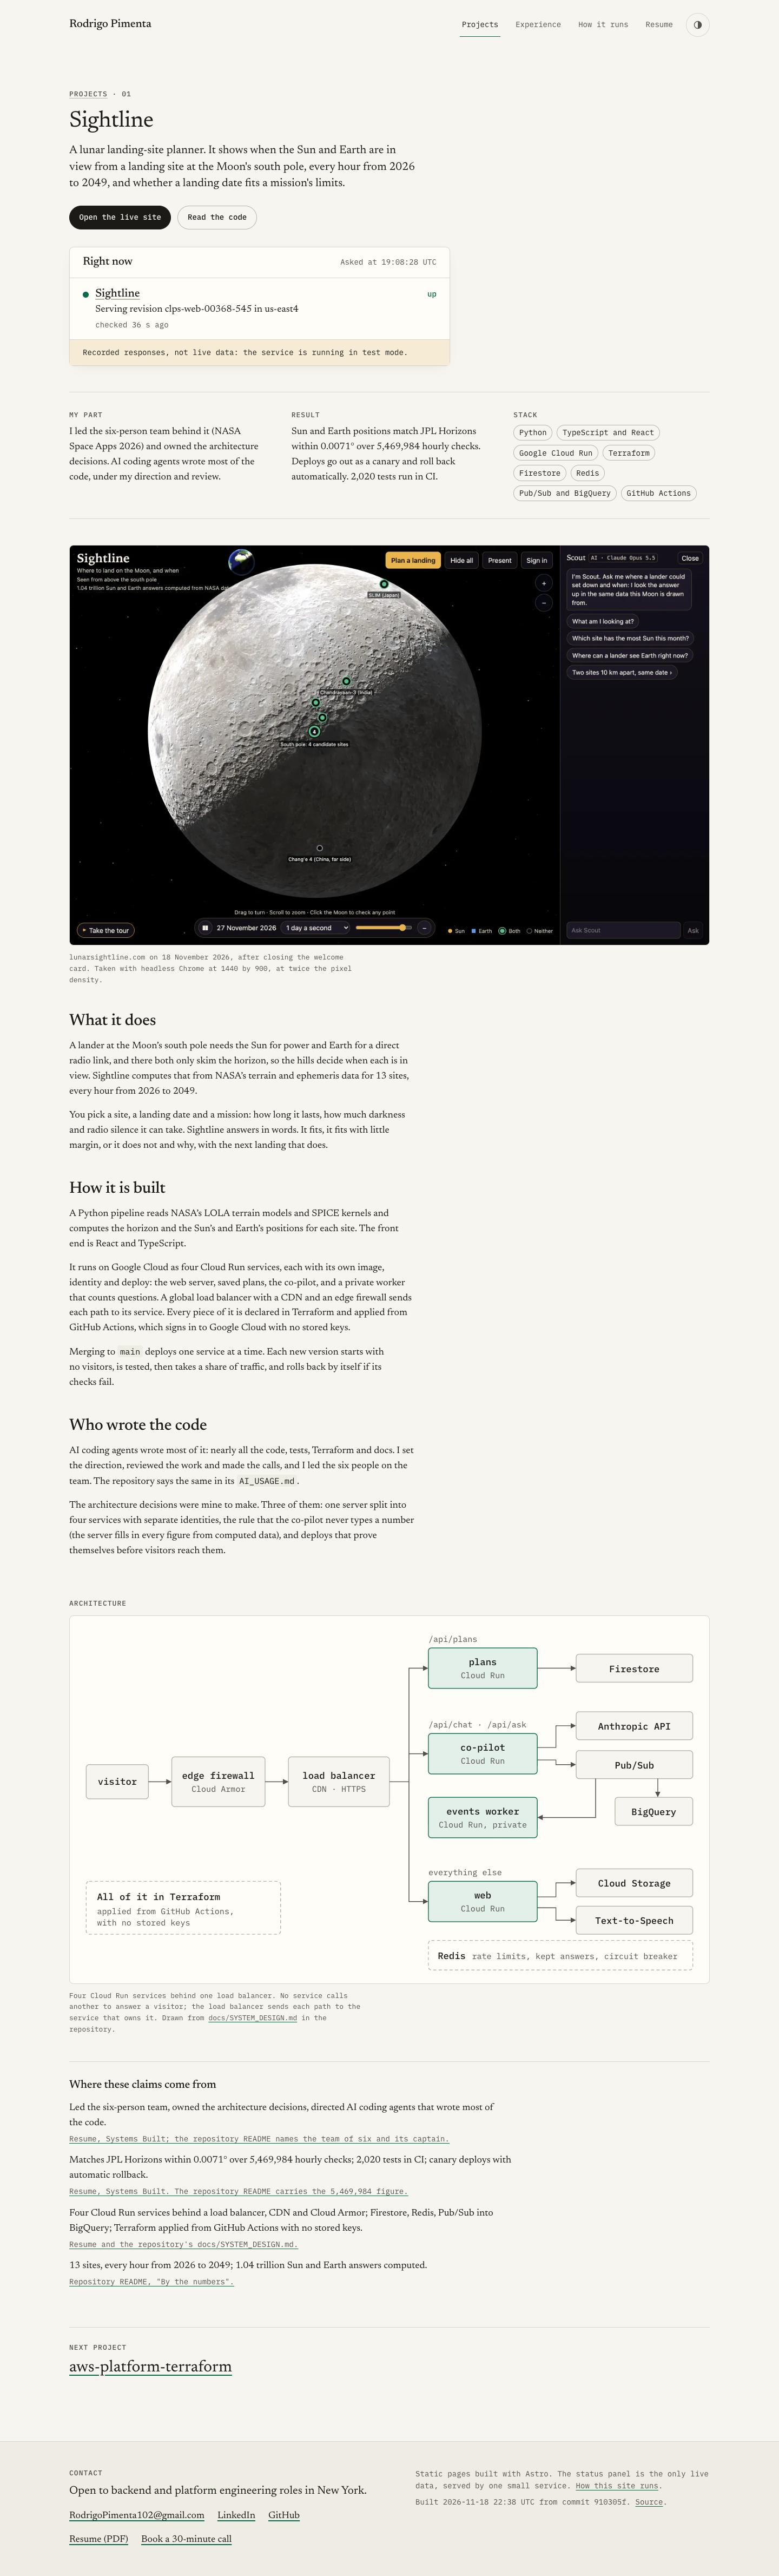 Rodrigo Pimenta
Projects Experience How it runs Resume
PROJECTS · 01
Sightline
A lunar landing-site planner. It shows when the Sun and Earth are in
view from a landing site at the Moon's south pole, every hour from 2026
to 2049, and whether a landing date fits a mission's limits.
Open the live site Read the code
Right now Asked at 19:08:28 UTC
Sightline up
Serving revision clps-web-00368-545 in us-east4
checked 36 s ago
Recorded responses, not live data: the service is running in test mode.
MY PART
I led the six-person team behind it (NASA
Space Apps 2026) and owned the architecture
decisions. AI coding agents wrote most of the
code, under my direction and review.
RESULT
Sun and Earth positions match JPL Horizons
within 0.0071° over 5,469,984 hourly checks.
Deploys go out as a canary and roll back
automatically. 2,020 tests run in CI.
STACK
Python TypeScript and React
Google Cloud Run Terraform
Firestore Redis
Pub/Sub and BigQuery GitHub Actions
Sightline
Where to land on the Moon, and when
Seen from above the south pole
1.04 trillion Sun and Earth answers computed from NASA data
Plan a landing Hide all Present Sign in
+
−
SLIM (Japan)
Chandrayaan-3 (India)
4
South pole: 4 candidate sites
Chang'e 4 (China, far side)
Drag to turn · Scroll to zoom · Click the Moon to check any point
Take the tour
27 November 2026 1 day a second −
Sun Earth Both Neither
Scout AI · Claude Opus 5.5 Close
I'm Scout. Ask me where a lander could
set down and when: I look the answer
up in the same data this Moon is drawn
from.
What am I looking at?
Which site has the most Sun this month?
Where can a lander see Earth right now?
Two sites 10 km apart, same date ›
Ask Scout Ask
lunarsightline.com on 18 November 2026, after closing the welcome
card. Taken with headless Chrome at 1440 by 900, at twice the pixel
density.
What it does
A lander at the Moon's south pole needs the Sun for power and Earth for a direct
radio link, and there both only skim the horizon, so the hills decide when each is in
view. Sightline computes that from NASA's terrain and ephemeris data for 13 sites,
every hour from 2026 to 2049.
You pick a site, a landing date and a mission: how long it lasts, how much darkness
and radio silence it can take. Sightline answers in words. It fits, it fits with little
margin, or it does not and why, with the next landing that does.
How it is built
A Python pipeline reads NASA's LOLA terrain models and SPICE kernels and
computes the horizon and the Sun's and Earth's positions for each site. The front
end is React and TypeScript.
It runs on Google Cloud as four Cloud Run services, each with its own image,
identity and deploy: the web server, saved plans, the co-pilot, and a private worker
that counts questions. A global load balancer with a CDN and an edge firewall sends
each path to its service. Every piece of it is declared in Terraform and applied from
GitHub Actions, which signs in to Google Cloud with no stored keys.
Merging to main deploys one service at a time. Each new version starts with
no visitors, is tested, then takes a share of traffic, and rolls back by itself if its
checks fail.
Who wrote the code
AI coding agents wrote most of it: nearly all the code, tests, Terraform and docs. I set
the direction, reviewed the work and made the calls, and I led the six people on the
team. The repository says the same in its AI_USAGE.md.
The architecture decisions were mine to make. Three of them: one server split into
four services with separate identities, the rule that the co-pilot never types a number
(the server fills in every figure from computed data), and deploys that prove
themselves before visitors reach them.
ARCHITECTURE
visitor
edge firewall
Cloud Armor
load balancer
CDN · HTTPS
/api/plans
plans
Cloud Run
Firestore
/api/chat · /api/ask
co-pilot
Cloud Run
Anthropic API
Pub/Sub
events worker
Cloud Run, private
BigQuery
everything else
web
Cloud Run
Cloud Storage
Text-to-Speech
All of it in Terraform
applied from GitHub Actions,
with no stored keys
Redis rate limits, kept answers, circuit breaker
Four Cloud Run services behind one load balancer. No service calls
another to answer a visitor; the load balancer sends each path to the
service that owns it. Drawn from docs/SYSTEM_DESIGN.md in the
repository.
Where these claims come from
Led the six-person team, owned the architecture decisions, directed AI coding agents that wrote most of
the code.
Resume, Systems Built; the repository README names the team of six and its captain.
Matches JPL Horizons within 0.0071° over 5,469,984 hourly checks; 2,020 tests in CI; canary deploys with
automatic rollback.
Resume, Systems Built. The repository README carries the 5,469,984 figure.
Four Cloud Run services behind a load balancer, CDN and Cloud Armor; Firestore, Redis, Pub/Sub into
BigQuery; Terraform applied from GitHub Actions with no stored keys.
Resume and the repository's docs/SYSTEM_DESIGN.md.
13 sites, every hour from 2026 to 2049; 1.04 trillion Sun and Earth answers computed.
Repository README, "By the numbers".
NEXT PROJECT
aws-platform-terraform
CONTACT
Open to backend and platform engineering roles in New York.
RodrigoPimenta102@gmail.com LinkedIn GitHub
Resume (PDF) Book a 30-minute call
Static pages built with Astro. The status panel is the only live
data, served by one small service. How this site runs.
Built 2026-11-18 22:38 UTC from commit 910305f. Source.